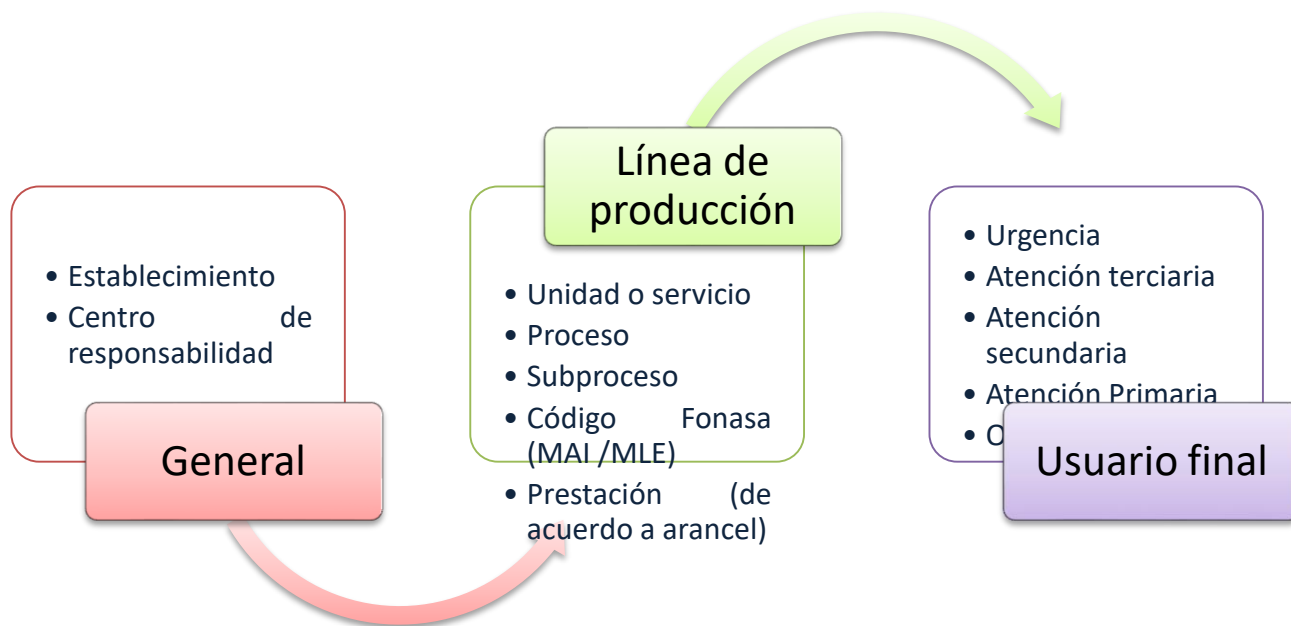 • Establecimiento
• Centro de
responsabilidad
General
Línea de
producción
• Unidad o servicio
• Proceso
• Subproceso
• Código Fonasa
(MAI /MLE)
• Prestación (de
acuerdo a arancel)
• Urgencia
• Atención terciaria
• Atención
secundaria
• Atención Primaria
Usuario final